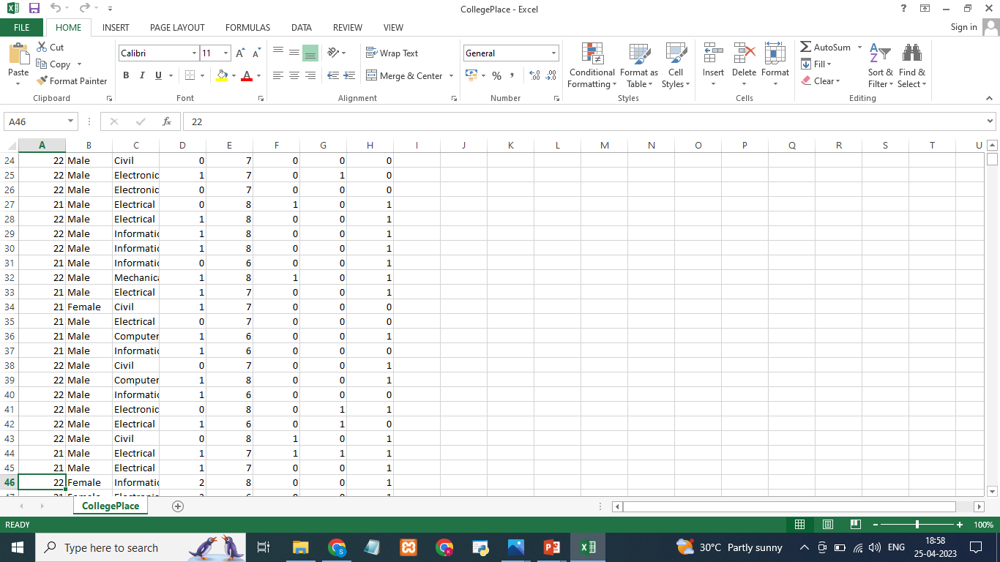 CollegePlace - Excel
?
FILE HOME INSERT PAGE LAYOUT FORMULAS DATA REVIEW VIEW Sign in
Paste Cut Copy Format Painter Clipboard
Calibri 11 A A B I U A Font
Wrap Text Merge & Center Alignment
General % , .0 .00 Number
Conditional Formatting Format as Table Cell Styles Styles
Insert Delete Format Cells
AutoSum Fill Clear Sort & Filter Find & Select Editing
A46 fx 22
A B C D E F G H I J K L M N O P Q R S T U
24 22 Male Civil 0 7 0 0 0
25 22 Male Electronic 1 7 0 1 0
26 22 Male Electronic 0 7 0 0 0
27 21 Male Electrical 0 8 1 0 1
28 22 Male Electrical 1 8 0 0 1
29 22 Male Informatic 1 8 0 0 1
30 22 Male Informatic 1 8 0 0 1
31 21 Male Informatic 0 6 0 0 1
32 22 Male Mechanica 1 8 1 0 1
33 21 Male Electrical 1 7 0 0 1
34 21 Female Civil 1 7 0 0 0
35 21 Male Electrical 0 7 0 0 0
36 21 Male Computer 1 6 0 0 1
37 21 Male Informatic 1 6 0 0 0
38 22 Male Civil 0 7 0 0 1
39 22 Male Computer 1 8 0 0 1
40 22 Male Informatic 1 6 0 0 0
41 22 Male Electronic 0 8 0 1 1
42 22 Male Electrical 1 6 0 1 0
43 22 Male Civil 0 8 1 0 1
44 21 Male Electrical 1 7 1 1 1
45 21 Male Electrical 1 7 0 0 1
46 22 Female Informatic 2 8 0 0 1
CollegePlace
READY 100%
Type here to search 30°C Partly sunny ENG 18:58
25-04-2023